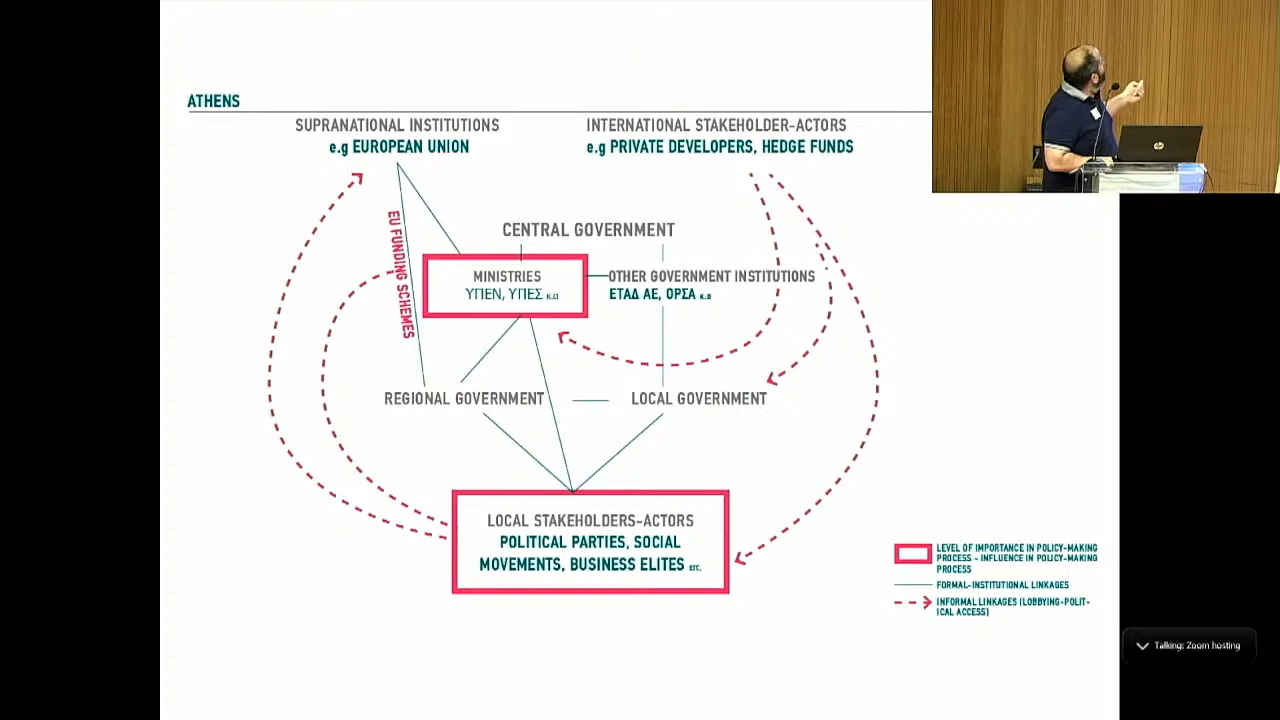 ATHENS
SUPRANATIONAL INSTITUTIONS
e.g EUROPEAN UNION
INTERNATIONAL STAKEHOLDER-ACTORS
e.g PRIVATE DEVELOPERS, HEDGE FUNDS
EU FUNDING SCHEMES
CENTRAL GOVERNMENT
MINISTRIES
ΥΠΕΝ, ΥΠΕΣ κ.α
OTHER GOVERNMENT INSTITUTIONS
ΕΤΑΔ ΑΕ, ΟΡΣΑ κ.α
REGIONAL GOVERNMENT
LOCAL GOVERNMENT
LOCAL STAKEHOLDERS-ACTORS
POLITICAL PARTIES, SOCIAL
MOVEMENTS, BUSINESS ELITES ETC.
LEVEL OF IMPORTANCE IN POLICY-MAKING
PROCESS - INFLUENCE IN POLICY-MAKING
PROCESS
FORMAL-INSTITUTIONAL LINKAGES
INFORMAL LINKAGES (LOBBYING-POLIT-
ICAL ACCESS)
Talking: Zoom hosting
hp